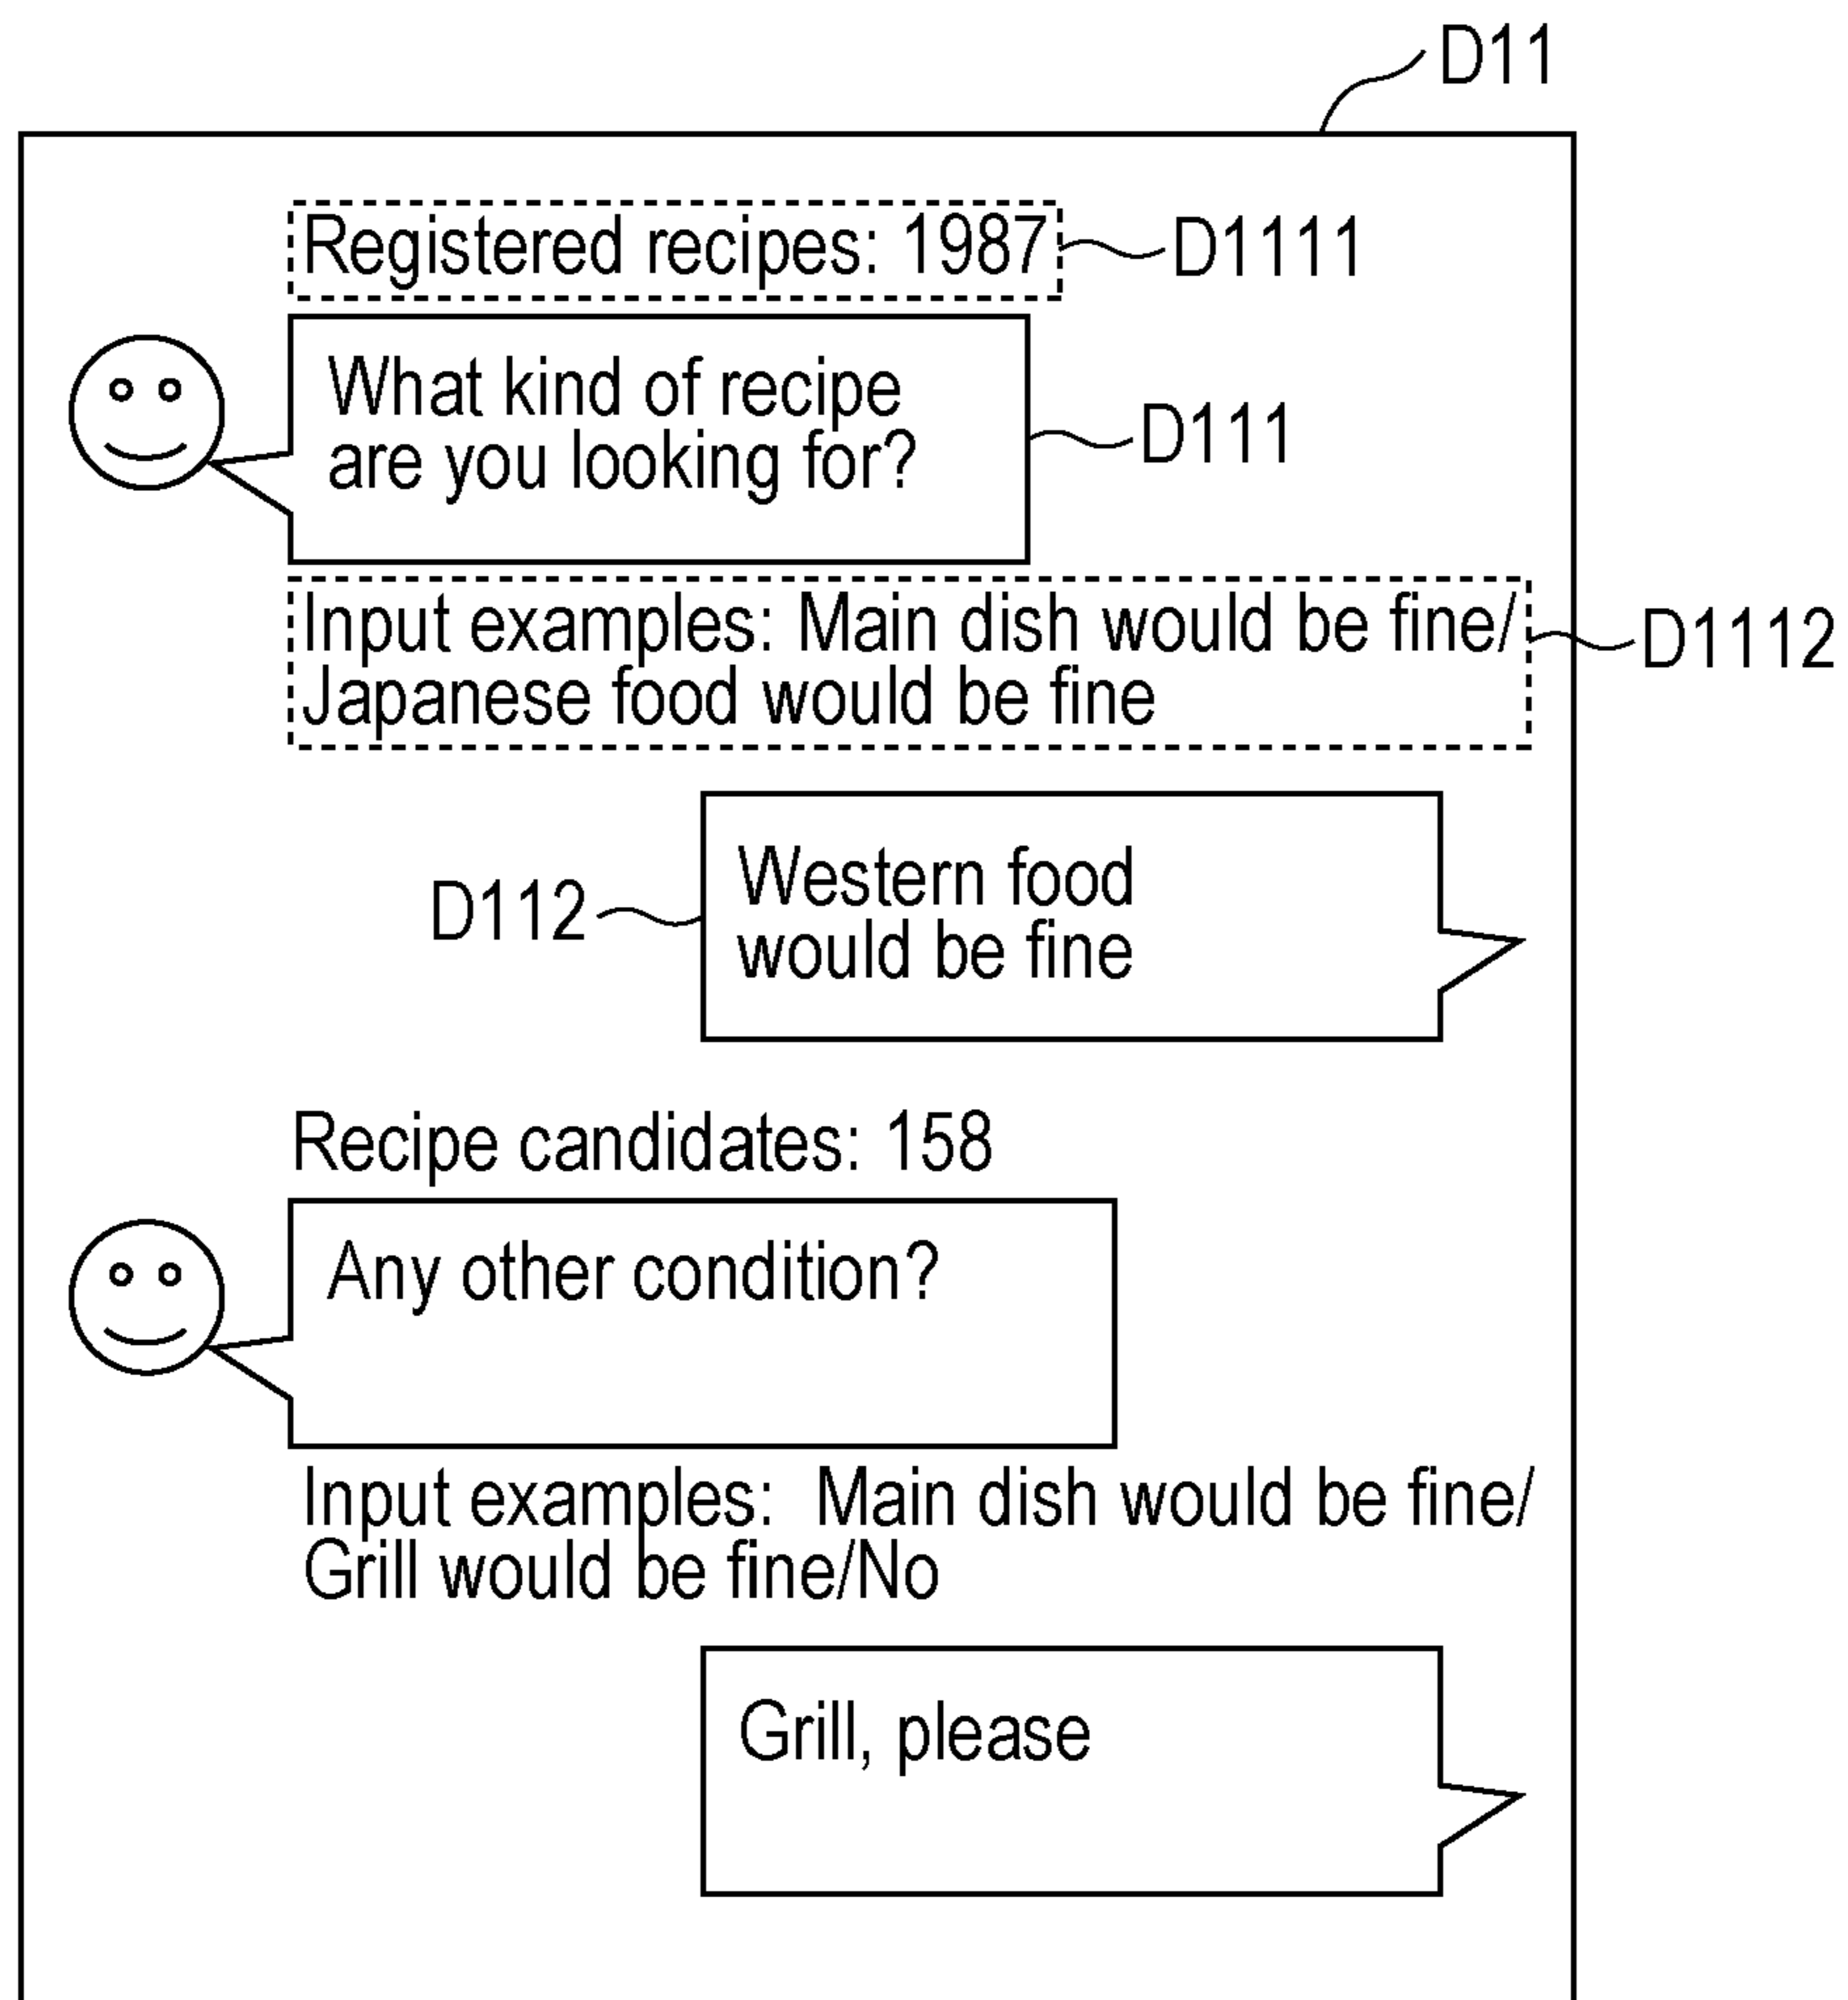 D11
Registered recipes: 1987
D1111
What kind of recipe
are you looking for?
D111
Input examples: Main dish would be fine/
Japanese food would be fine
D1112
Western food
would be fine
D112
Recipe candidates: 158
Any other condition?
Input examples: Main dish would be fine/
Grill would be fine/No
Grill, please